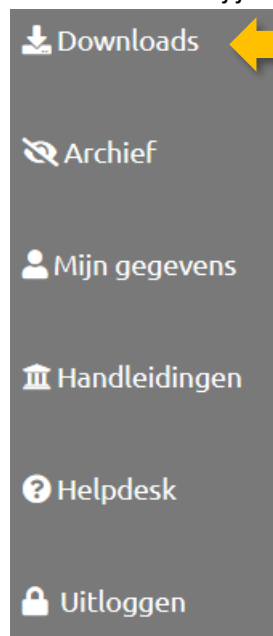 Downloads
Archief
Mijn gegevens
Handleidingen
Helpdesk
Uitloggen